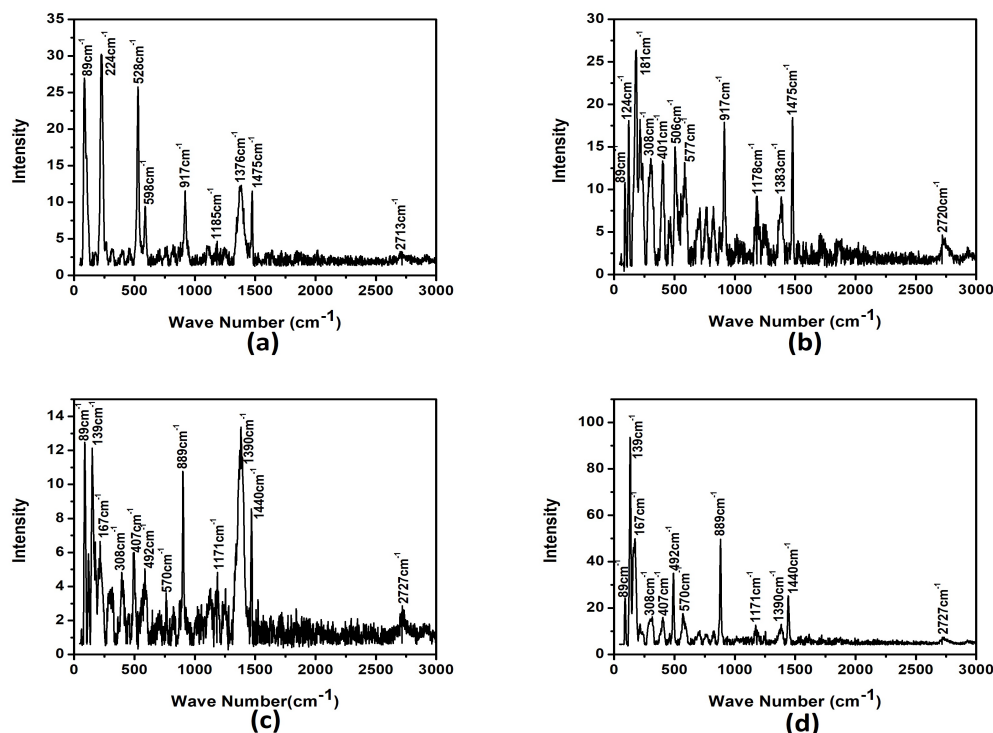 35
30
25
20
15
10
5
0
Intensity
89cm-1
224cm-1
528cm-1
598cm-1
917cm-1
1185cm-1
1376cm-1
1475cm-1
2713cm-1
0 500 1000 1500 2000 2500 3000
Wave Number (cm-1)
(a)
30
25
20
15
10
5
0
Intensity
89cm-1
124cm-1
181cm-1
308cm-1
401cm-1
506cm-1
577cm-1
917cm-1
1178cm-1
1383cm-1
1475cm-1
2720cm-1
0 500 1000 1500 2000 2500 3000
Wave Number (cm-1)
(b)
14
12
10
8
6
4
2
0
Intensity
89cm-1
139cm-1
167cm-1
308cm-1
407cm-1
492cm-1
570cm-1
889cm-1
1171cm-1
1390cm-1
1440cm-1
2727cm-1
0 500 1000 1500 2000 2500 3000
Wave Number(cm-1)
(c)
100
80
60
40
20
0
Intensity
89cm-1
139cm-1
167cm-1
308cm-1
407cm-1
492cm-1
570cm-1
889cm-1
1171cm-1
1390cm-1
1440cm-1
2727cm-1
0 500 1000 1500 2000 2500 3000
Wave Number (cm-1)
(d)